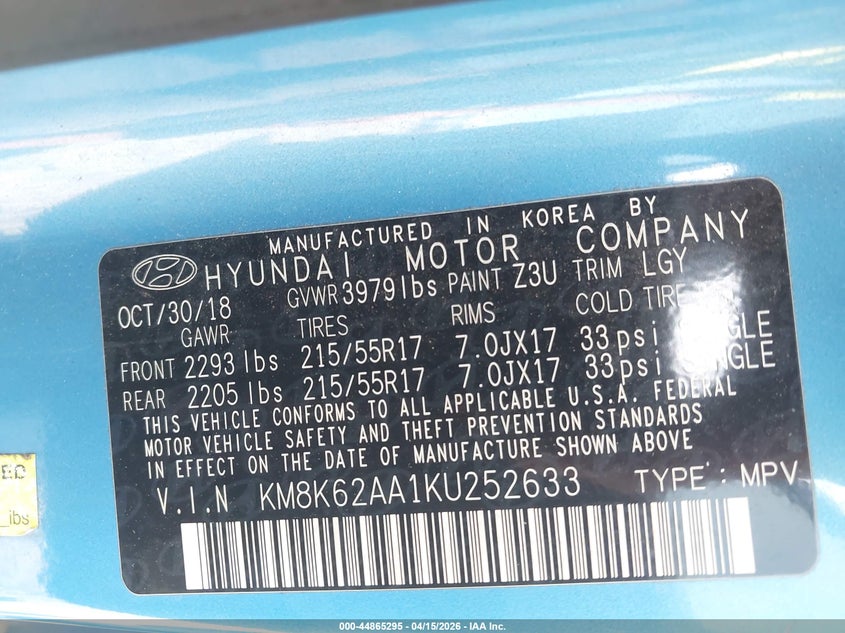 MANUFACTURED IN KOREA BY
HYUNDAI MOTOR COMPANY
OCT/30/18 GVWR 3979 lbs PAINT Z3U TRIM LGY
GAWR TIRES RIMS COLD TIRE
FRONT 2293 lbs 215/55R17 7.0JX17 33 psi SINGLE
REAR 2205 lbs 215/55R17 7.0JX17 33 psi SINGLE
THIS VEHICLE CONFORMS TO ALL APPLICABLE U.S.A. FEDERAL
MOTOR VEHICLE SAFETY AND THEFT PREVENTION STANDARDS
IN EFFECT ON THE DATE OF MANUFACTURE SHOWN ABOVE
V.I.N KM8K62AA1KU252633 TYPE : MPV
lbs
000-44865295 - 04/15/2026 - IAA Inc.